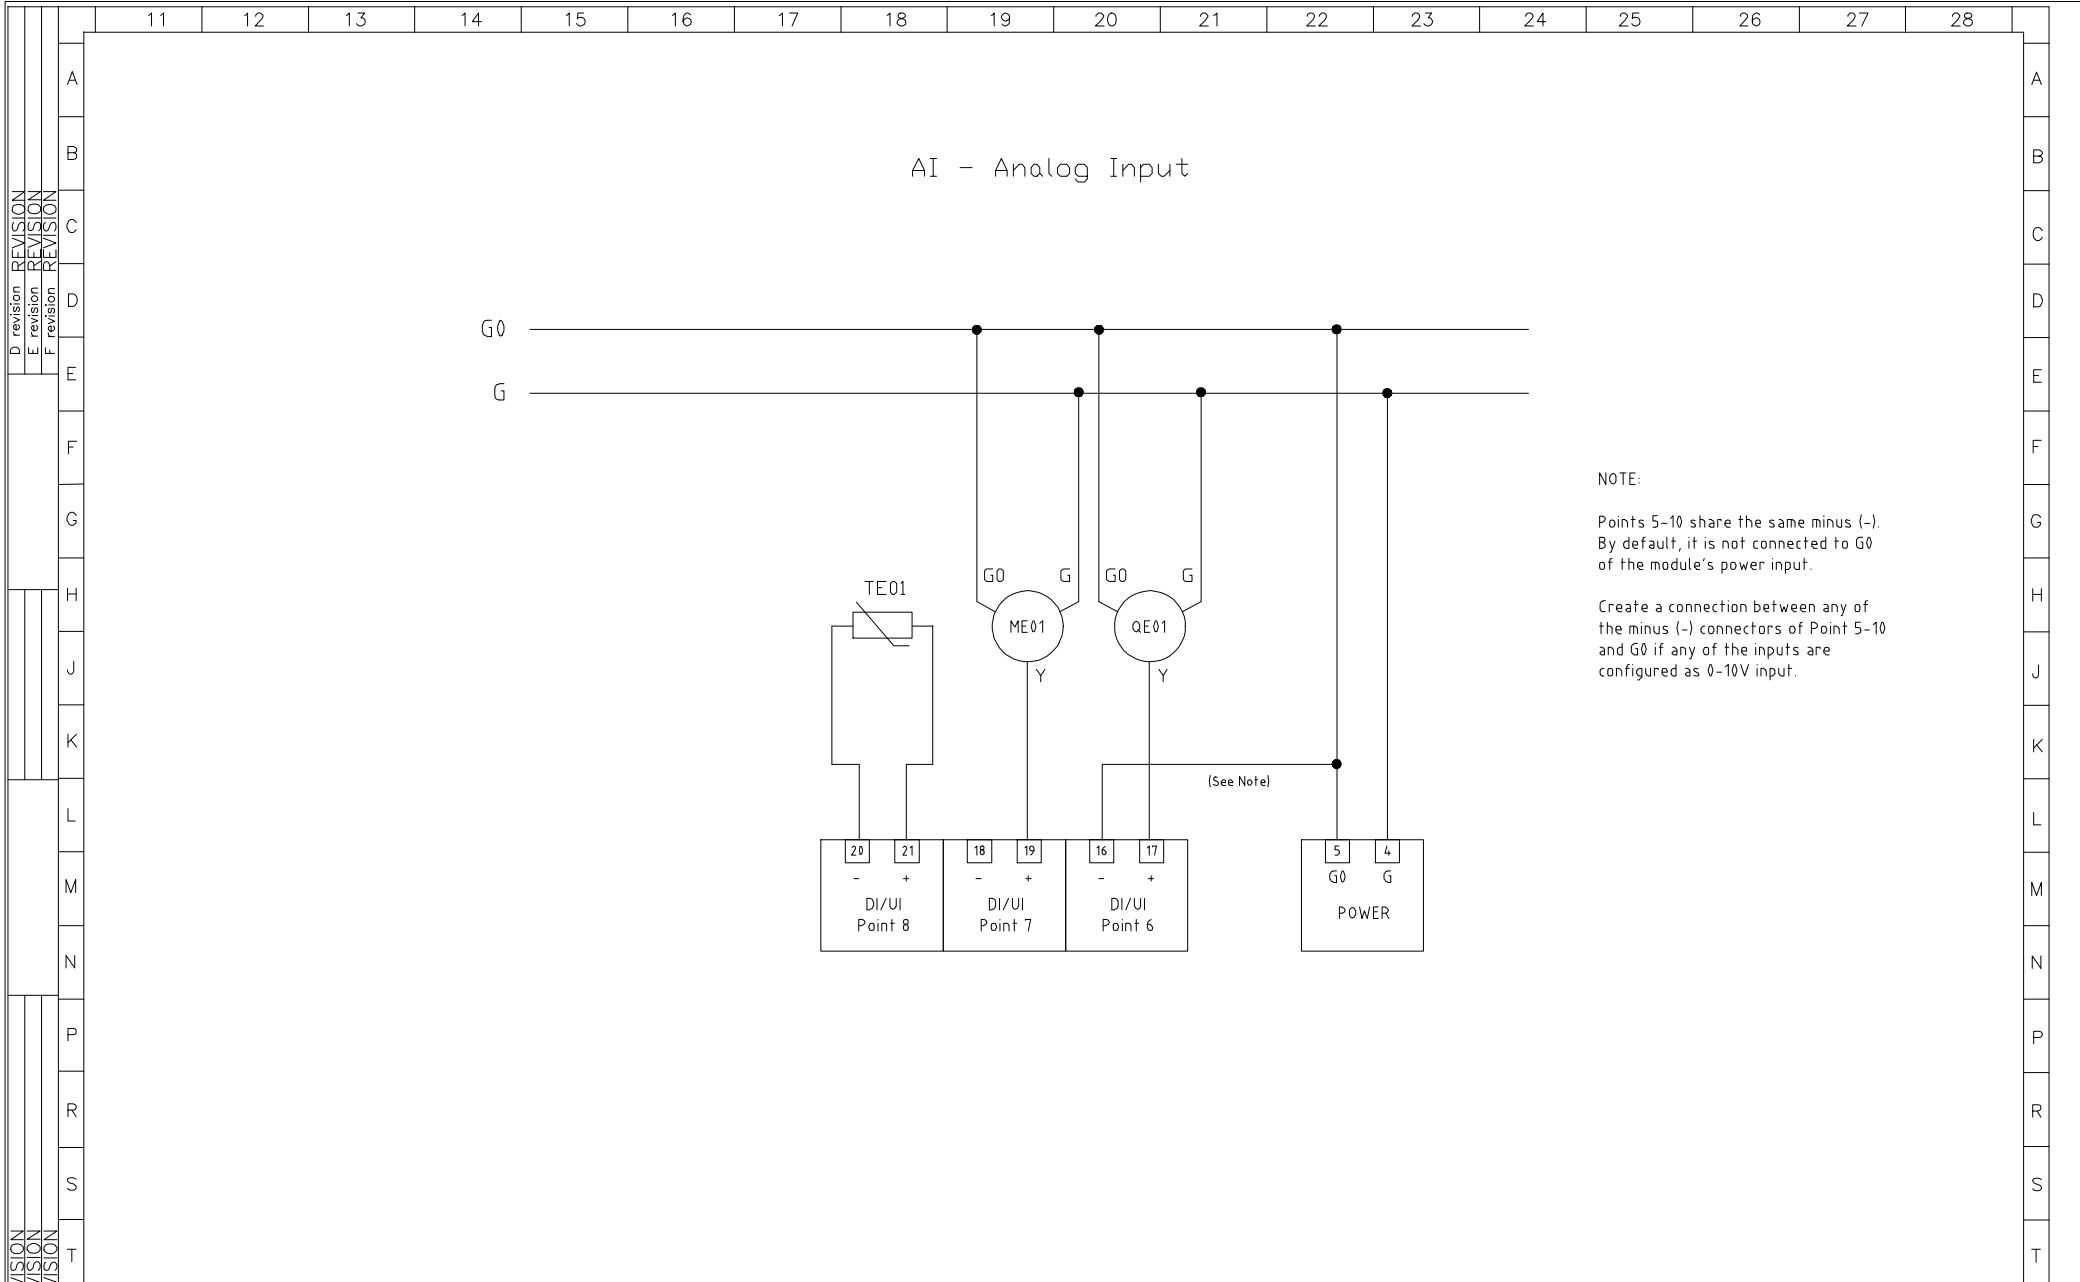 11 12 13 14 15 16 17 18 19 20 21 22 23 24 25 26 27 28
A A
B B
AI - Analog Input
C C
D revision REVISION
E revision REVISION
F revision REVISION
D D
G0
E E
G
F F
NOTE:
G G
Points 5-10 share the same minus (-).
By default, it is not connected to G0
of the module's power input.
G0 G G0 G
TE01
H H
Create a connection between any of
the minus (-) connectors of Point 5-10
and G0 if any of the inputs are
configured as 0-10V input.
ME01 QE01
J J
Y Y
K K
(See Note)
L L
20 21 18 19 16 17 5 4
- + - + - + G0 G
M M
DI/UI DI/UI DI/UI POWER
Point 8 Point 7 Point 6
N N
P P
R R
S S
T T
VISION
VISION
VISION